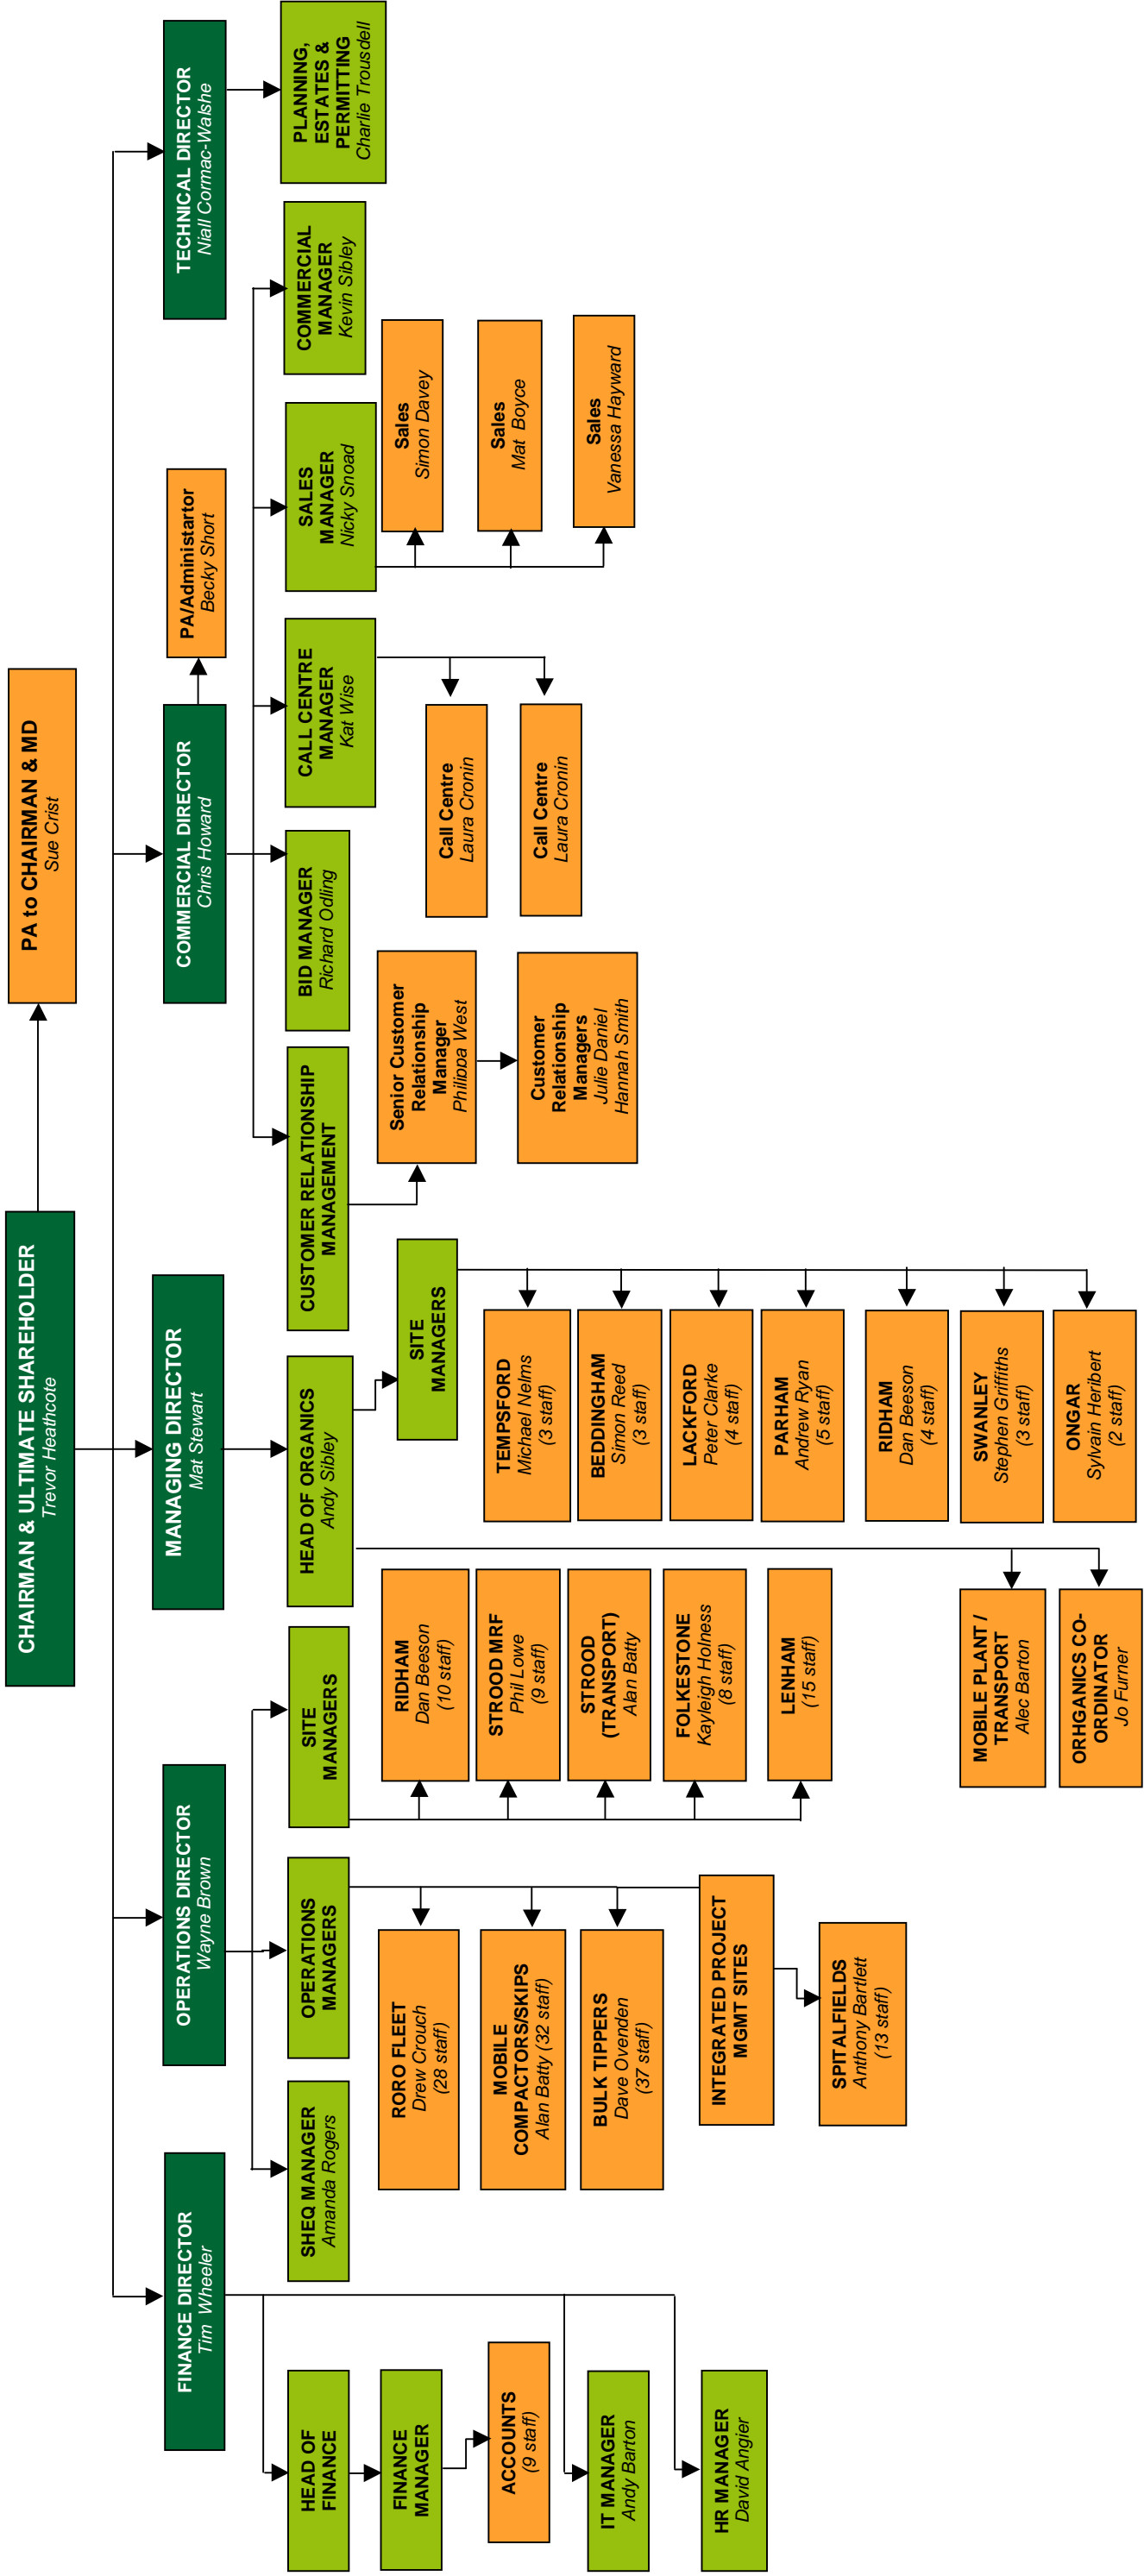 CHAIRMAN & ULTIMATE SHAREHOLDER
Trevor Heathcote
PA to CHAIRMAN & MD
Sue Crist
FINANCE DIRECTOR
Tim Wheeler
OPERATIONS DIRECTOR
Wayne Brown
MANAGING DIRECTOR
Mat Stewart
COMMERCIAL DIRECTOR
Chris Howard
PA/Administartor
Becky Short
TECHNICAL DIRECTOR
Niall Cormac-Walshe
HEAD OF
FINANCE
FINANCE
MANAGER
ACCOUNTS
(9 staff)
IT MANAGER
Andy Barton
HR MANAGER
David Angier
SHEQ MANAGER
Amanda Rogers
OPERATIONS
MANAGERS
RORO FLEET
Drew Crouch
(28 staff)
MOBILE
COMPACTORS/SKIPS
Alan Batty (32 staff)
BULK TIPPERS
Dave Ovenden
(37 staff)
INTEGRATED PROJECT
MGMT SITES
SPITALFIELDS
Anthony Bartlett
(13 staff)
SITE
MANAGERS
RIDHAM
Dan Beeson
(10 staff)
STROOD MRF
Phil Lowe
(9 staff)
STROOD
(TRANSPORT)
Alan Batty
FOLKESTONE
Kayleigh Holness
(8 staff)
LENHAM
(15 staff)
HEAD OF ORGANICS
Andy Sibley
MOBILE PLANT /
TRANSPORT
Alec Barton
ORHGANICS CO-
ORDINATOR
Jo Furner
SITE
MANAGERS
TEMPSFORD
Michael Nelms
(3 staff)
BEDDINGHAM
Simon Reed
(3 staff)
LACKFORD
Peter Clarke
(4 staff)
PARHAM
Andrew Ryan
(5 staff)
RIDHAM
Dan Beeson
(4 staff)
SWANLEY
Stephen Griffiths
(3 staff)
ONGAR
Sylvain Heribert
(2 staff)
CUSTOMER RELATIONSHIP
MANAGEMENT
Senior Customer
Relationship
Manager
Philippa West
Customer
Relationship
Managers
Julie Daniel
Hannah Smith
BID MANAGER
Richard Odling
CALL CENTRE
MANAGER
Kat Wise
Call Centre
Laura Cronin
Call Centre
Laura Cronin
SALES
MANAGER
Nicky Snoad
Sales
Simon Davey
Sales
Mat Boyce
Sales
Vanessa Hayward
COMMERCIAL
MANAGER
Kevin Sibley
PLANNING,
ESTATES &
PERMITTING
Charlie Trousdell